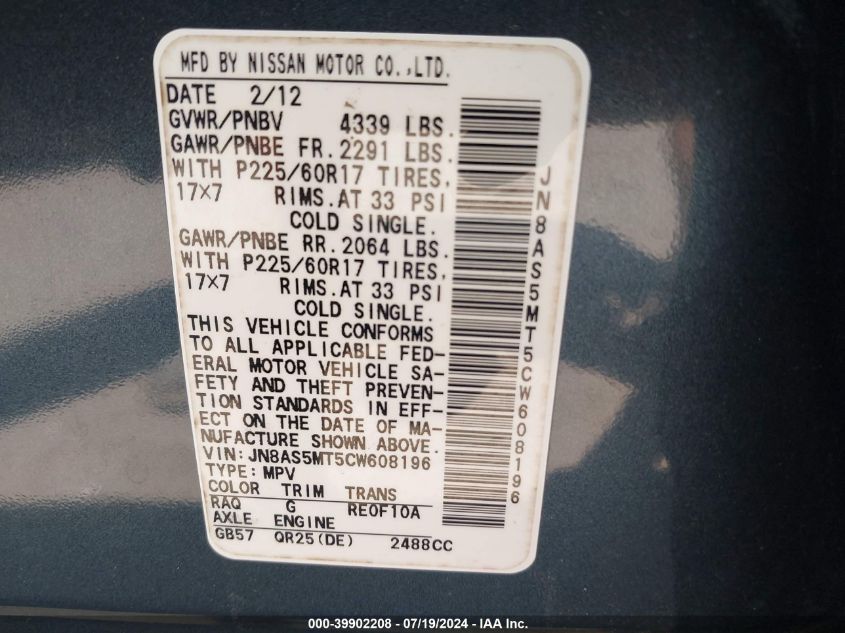 MFD BY NISSAN MOTOR CO.,LTD.
DATE 2/12
GVWR/PNBV 4339 LBS.
GAWR/PNBE FR. 2291 LBS.
WITH P225/60R17 TIRES,
17X7 RIMS.AT 33 PSI
COLD SINGLE.
GAWR/PNBE RR. 2064 LBS.
WITH P225/60R17 TIRES,
17X7 RIMS.AT 33 PSI
COLD SINGLE.
THIS VEHICLE CONFORMS
TO ALL APPLICABLE FED-
ERAL MOTOR VEHICLE SA-
FETY AND THEFT PREVEN-
TION STANDARDS IN EFF-
ECT ON THE DATE OF MA-
NUFACTURE SHOWN ABOVE.
VIN: JN8AS5MT5CW608196
TYPE: MPV
COLOR TRIM TRANS
RAQ G RE0F10A
AXLE ENGINE
GB57 QR25(DE) 2488CC
JN8AS5MT5CW608196
000-39902208 - 07/19/2024 - IAA Inc.